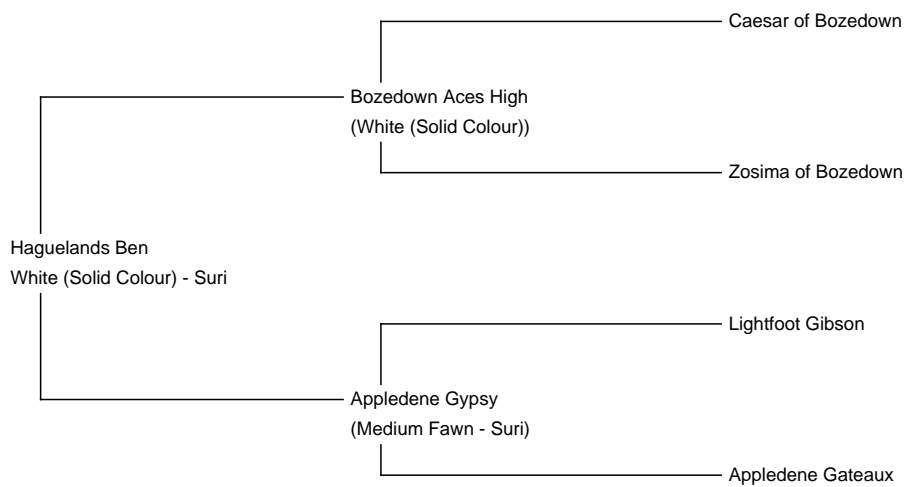 Caesar of Bozedown
Bozedown Aces High
(White (Solid Colour))
Zosima of Bozedown
Haguelands Ben
White (Solid Colour) - Suri
Lightfoot Gibson
Appledene Gypsy
(Medium Fawn - Suri)
Appledene Gateaux